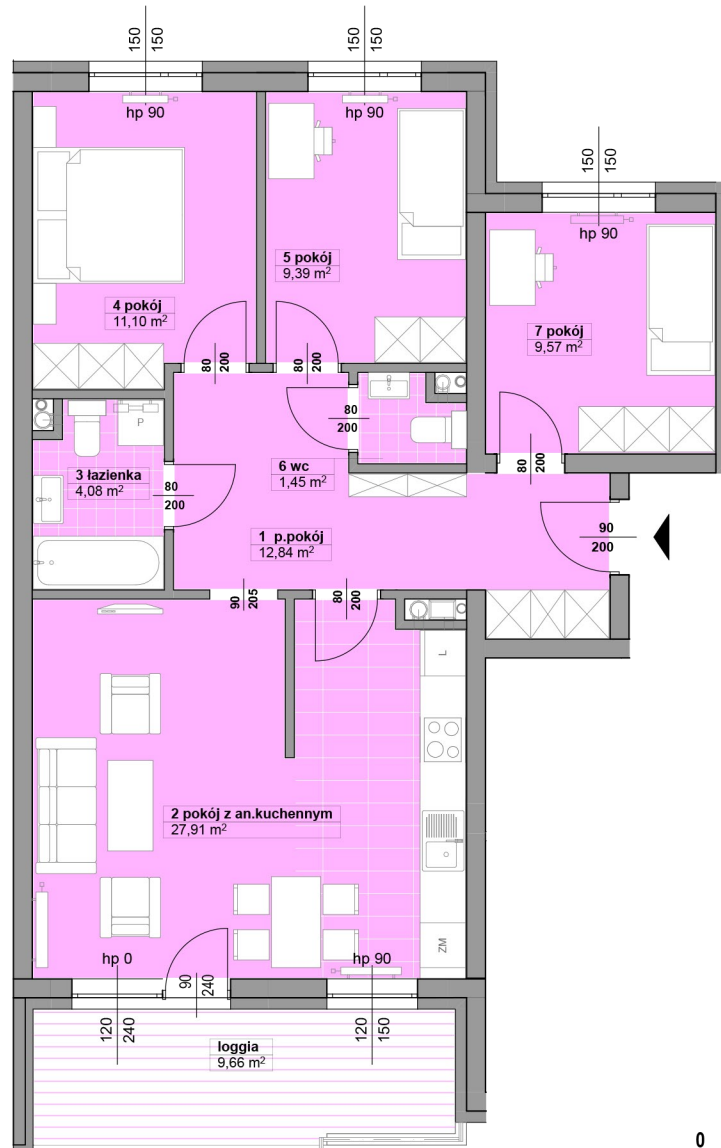 150
150
150
150
150
150
hp 90
hp 90
hp 90
5 pokój
9,39 m²
4 pokój
11,10 m²
7 pokój
9,57 m²
80
200
80
200
P
80
200
80
200
3 łazienka
4,08 m²
6 wc
1,45 m²
80
200
1 p.pokój
12,84 m²
90
200
90
205
80
200
L
2 pokój z an.kuchennym
27,91 m²
ZM
hp 0
hp 90
90
240
120
240
120
150
loggia
9,66 m²
0